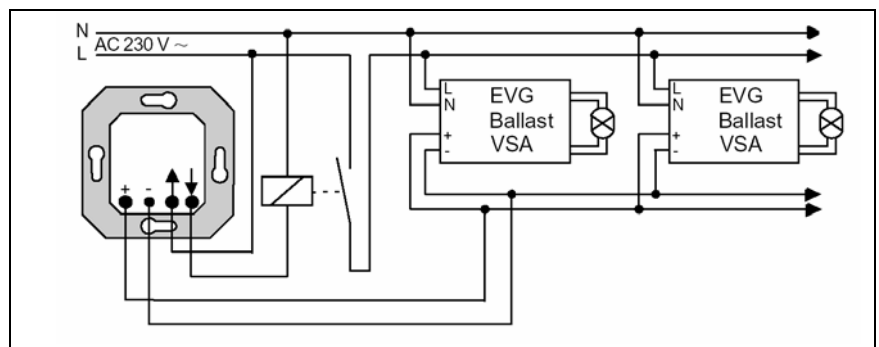 N
L AC 230 V ~
L
N EVG
Ballast
+
- VSA
L
N EVG
Ballast
+
- VSA
+ -